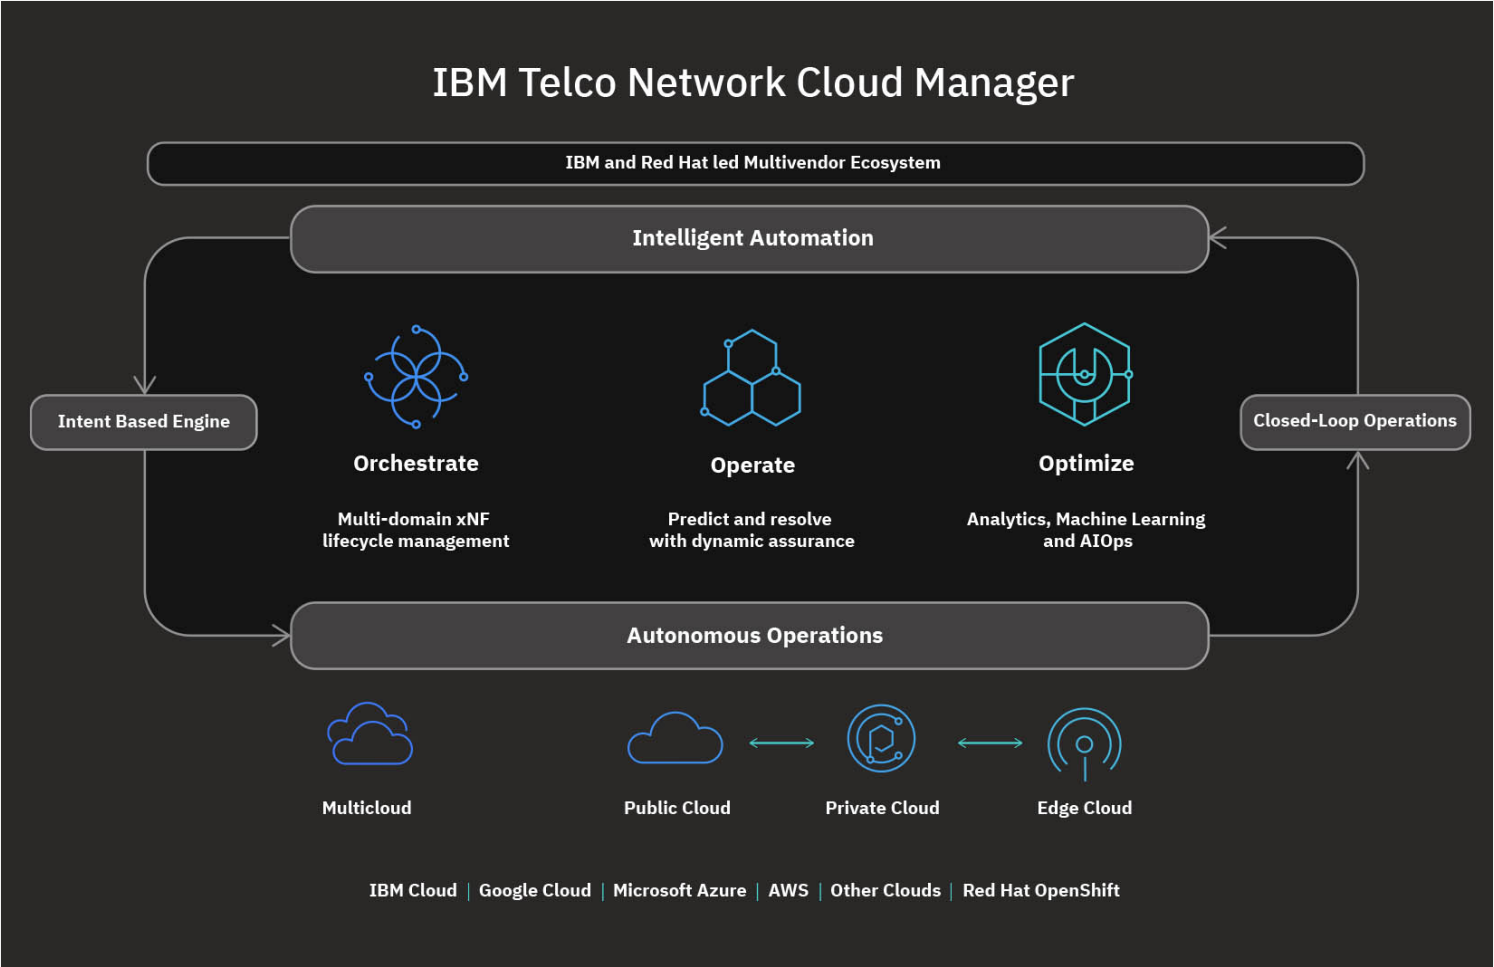 IBM Telco Network Cloud Manager
IBM and Red Hat led Multivendor Ecosystem
Intelligent Automation
Intent Based Engine
Closed-Loop Operations
Orchestrate
Multi-domain xNF
lifecycle management
Operate
Predict and resolve
with dynamic assurance
Optimize
Analytics, Machine Learning
and AIOps
Autonomous Operations
Multicloud
Public Cloud
Private Cloud
Edge Cloud
IBM Cloud | Google Cloud | Microsoft Azure | AWS | Other Clouds | Red Hat OpenShift